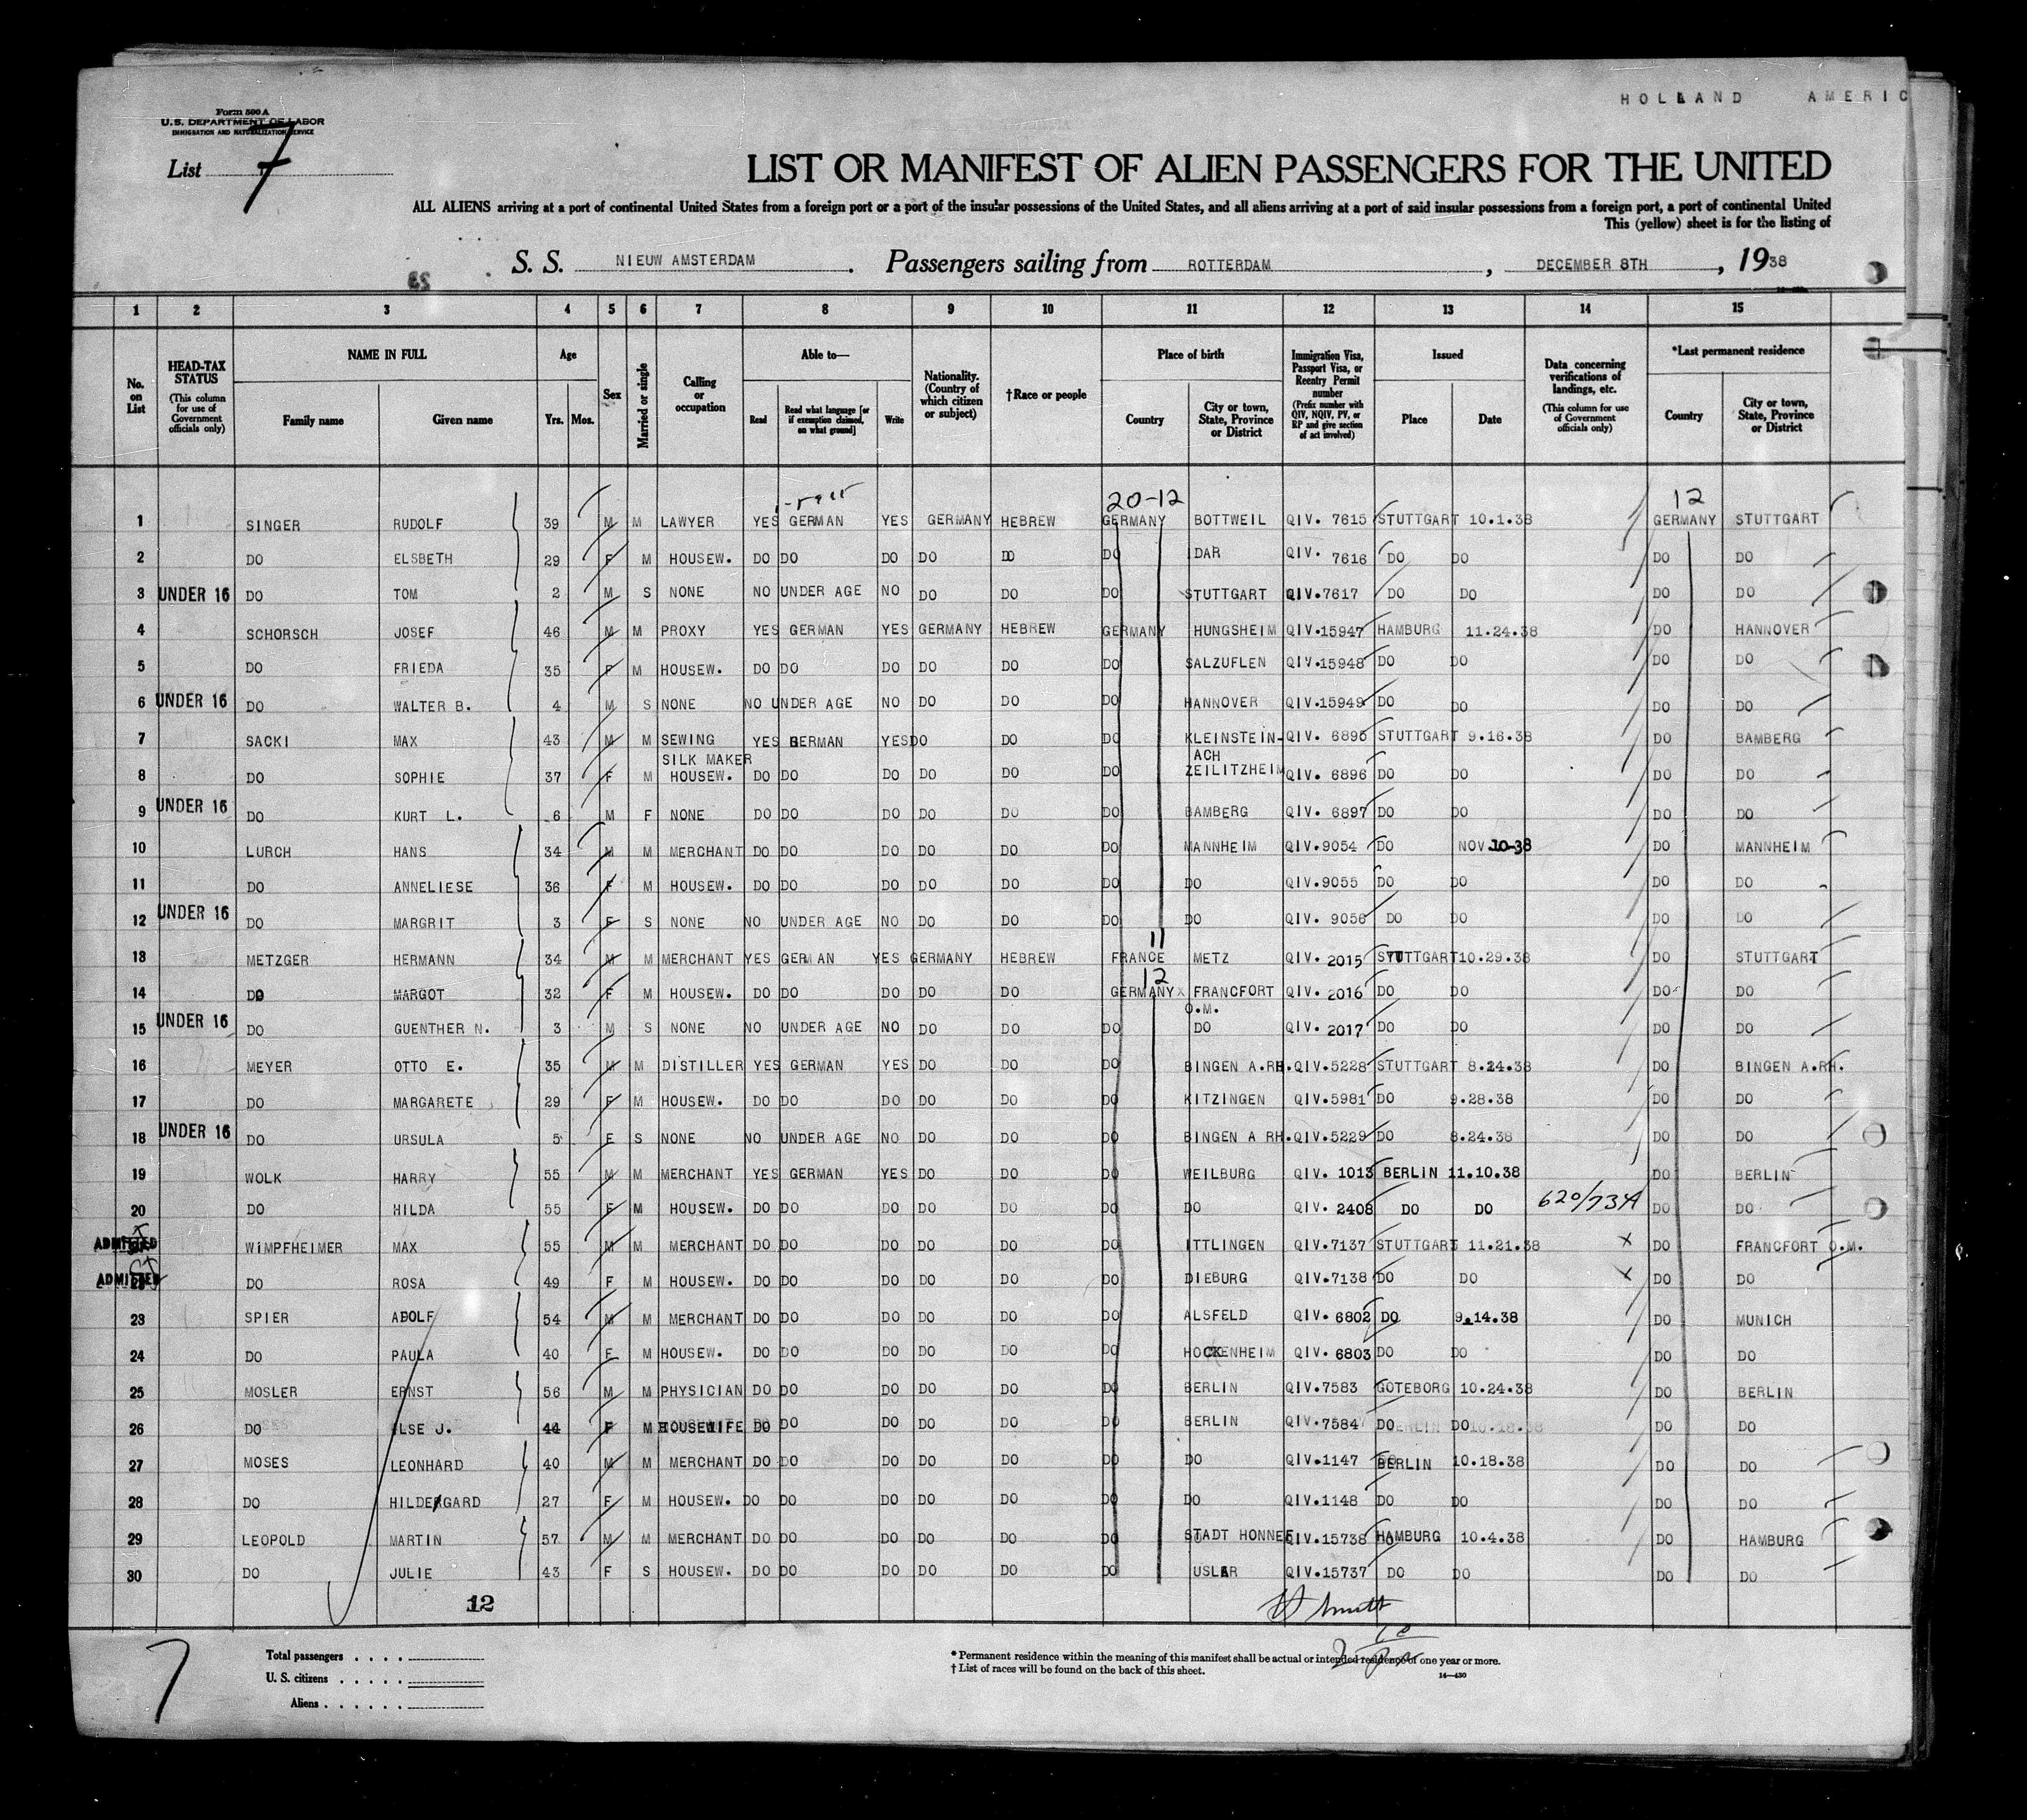 HOLLAND AMERIC
Form 500 A
U. S. DEPARTMENT OF LABOR
IMMIGRATION AND NATURALIZATION SERVICE
List 7
LIST OR MANIFEST OF ALIEN PASSENGERS FOR THE UNITED
ALL ALIENS arriving at a port of continental United States from a foreign port or a port of the insular possessions of the United States, and all aliens arriving at a port of said insular possessions from a foreign port, a port of continental United
This (yellow) sheet is for the listing of
S. S. NIEUW AMSTERDAM. Passengers sailing from ROTTERDAM, DECEMBER 8TH, 1938
1 2 3 4 5 6 7 8 9 10 11 12 13 14 15
No. on List HEAD-TAX STATUS (This column for use of Government officials only) NAME IN FULL Family name Given name Age Yrs. Mos. Sex Married or single Calling or occupation Able to— Read Read what language [or if exemption claimed, on what ground] Write Nationality. (Country of which citizen or subject) †Race or people Place of birth Country City or town, State, Province or District Immigration Visa, Passport Visa, or Reentry Permit number (Prefix number with QIV, NQIV, PV, or RP and give section of act involved) Issued Place Date Data concerning verifications of landings, etc. (This column for use of Government officials only) *Last permanent residence Country City or town, State, Province or District
20-12 12
1 SINGER RUDOLF 39 M M LAWYER YES GERMAN YES GERMANY HEBREW GERMANY BOTTWEIL QIV. 7615 STUTTGART 10.1.38 GERMANY STUTTGART
2 DO ELSBETH 29 F M HOUSEW. DO DO DO DO DO DO IDAR QIV. 7616 DO DO DO DO
3 UNDER 16 DO TOM 2 M S NONE NO UNDER AGE NO DO DO DO STUTTGART QIV.7617 DO DO DO DO
4 SCHORSCH JOSEF 46 M M PROXY YES GERMAN YES GERMANY HEBREW GERMANY HUNGSHEIM QIV.15947 HAMBURG 11.24.38 DO HANNOVER
5 DO FRIEDA 35 F M HOUSEW. DO DO DO DO DO DO SALZUFLEN QIV.15948 DO DO DO DO
6 UNDER 16 DO WALTER B. 4 M S NONE NO UNDER AGE NO DO DO DO HANNOVER QIV.15949 DO DO DO DO
7 SACKI MAX 43 M M SEWING YES GERMAN YES DO DO DO KLEINSTEIN- QIV. 6895 STUTTGART 9.16.38 DO BAMBERG
SILK MAKER ACH
8 DO SOPHIE 37 F M HOUSEW. DO DO DO DO DO DO ZEILITZHEIM QIV. 6896 DO DO DO DO
9 UNDER 16 DO KURT L. 6 M F NONE DO DO DO DO DO DO BAMBERG QIV. 6897 DO DO DO DO
10 LURCH HANS 34 M M MERCHANT DO DO DO DO DO DO MANNHEIM QIV.9054 DO NOV.10-38 DO MANNHEIM
11 DO ANNELIESE 36 F M HOUSEW. DO DO DO DO DO DO DO QIV.9055 DO DO DO DO
12 UNDER 16 DO MARGRIT 3 F S NONE NO UNDER AGE NO DO DO DO DO QIV. 9056 DO DO DO DO
11
13 METZGER HERMANN 34 M M MERCHANT YES GERMAN YES GERMANY HEBREW FRANCE METZ QIV. 2015 STUTTGART 10.29.38 DO STUTTGART
12
14 DO MARGOT 32 F M HOUSEW. DO DO DO DO DO GERMANY x FRANCFORT QIV. 2016 DO DO DO DO
O.M.
15 UNDER 16 DO GUENTHER N. 3 M S NONE NO UNDER AGE NO DO DO DO DO QIV. 2017 DO DO DO DO
16 MEYER OTTO E. 35 M M DISTILLER YES GERMAN YES DO DO DO BINGEN A.RH. QIV.5228 STUTTGART 8.24.38 DO BINGEN A.RH.
17 DO MARGARETE 29 F M HOUSEW. DO DO DO DO DO DO KITZINGEN QIV.5981 DO 9.28.38 DO DO
18 UNDER 16 DO URSULA 5 F S NONE NO UNDER AGE NO DO DO DO BINGEN A RH. QIV.5229 DO 8.24.38 DO DO
19 WOLK HARRY 55 M M MERCHANT YES GERMAN YES DO DO DO WEILBURG QIV. 1013 BERLIN 11.10.38 DO BERLIN
20 DO HILDA 55 F M HOUSEW. DO DO DO DO DO DO DO QIV. 2408 DO DO 620/73A DO DO
ADMITTED WIMPFHEIMER MAX 55 M M MERCHANT DO DO DO DO DO DO ITTLINGEN QIV.7137 STUTTGART 11.21.38 x DO FRANCFORT O.M.
ADMITTED DO ROSA 49 F M HOUSEW. DO DO DO DO DO DO DIEBURG QIV.7138 DO DO x DO DO
23 SPIER ADOLF 54 M M MERCHANT DO DO DO DO DO DO ALSFELD QIV. 6802 DO 9.14.38 DO MUNICH
24 DO PAULA 40 F M HOUSEW. DO DO DO DO DO DO HOCKENHEIM QIV. 6803 DO DO DO DO
25 MOSLER ERNST 56 M M PHYSICIAN DO DO DO DO DO DO BERLIN QIV.7583 GOTEBORG 10.24.38 DO BERLIN
26 DO ILSE J. 44 F M HOUSEWIFE DO DO DO DO DO DO BERLIN QIV.7584 DO DO DO DO
27 MOSES LEONHARD 40 M M MERCHANT DO DO DO DO DO DO DO QIV.1147 BERLIN 10.18.38 DO DO
28 DO HILDEGARD 27 F M HOUSEW. DO DO DO DO DO DO DO QIV.1148 DO DO DO DO
29 LEOPOLD MARTIN 57 M M MERCHANT DO DO DO DO DO DO STADT HONNEF QIV.15738 HAMBURG 10.4.38 DO HAMBURG
30 DO JULIE 43 F S HOUSEW. DO DO DO DO DO DO USLAR QIV.15737 DO DO DO DO
12
7
Total passengers . . . .
U. S. citizens . . . . .
Aliens . . . . . .
* Permanent residence within the meaning of this manifest shall be actual or intended residence of one year or more.
† List of races will be found on the back of this sheet.
14—430